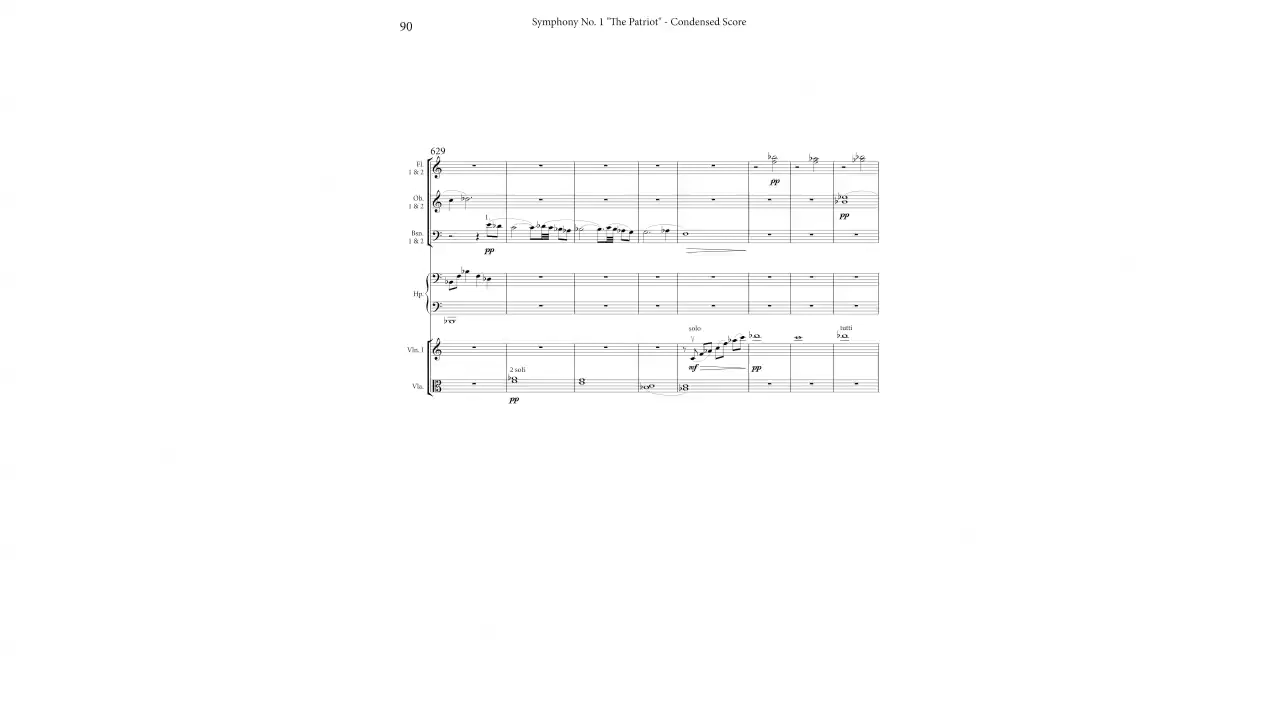 90
Symphony No. 1 "The Patriot" - Condensed Score
629
Fl.
1 & 2
Ob.
1 & 2
pp
pp
1.
Bsn.
1 & 2
pp
Hp.
solo
tutti
Vln. I
mf
pp
2 soli
Vla.
pp